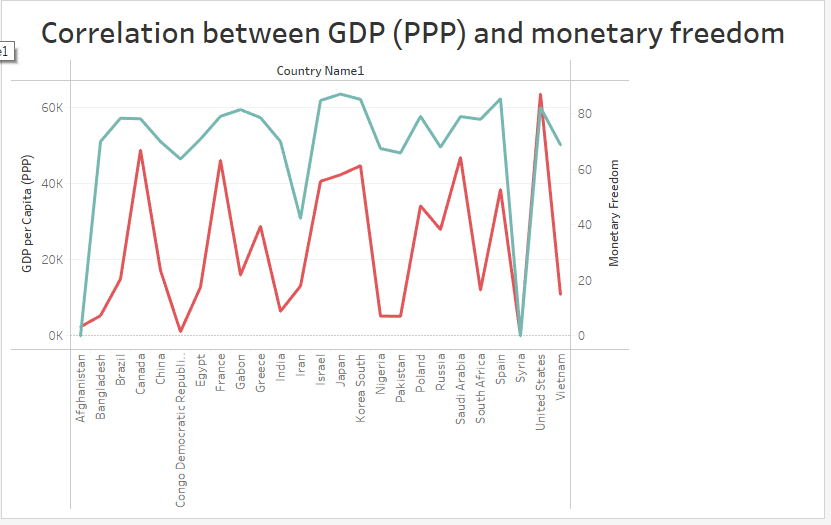 Correlation between GDP (PPP) and monetary freedom
e1
Country Name1
60K
40K
20K
0K
GDP per Capita (PPP)
80
60
40
20
0
Monetary Freedom
Afghanistan
Bangladesh
Brazil
Canada
China
Congo Democratic Republi..
Egypt
France
Gabon
Greece
India
Iran
Israel
Japan
Korea South
Nigeria
Pakistan
Poland
Russia
Saudi Arabia
South Africa
Spain
Syria
United States
Vietnam